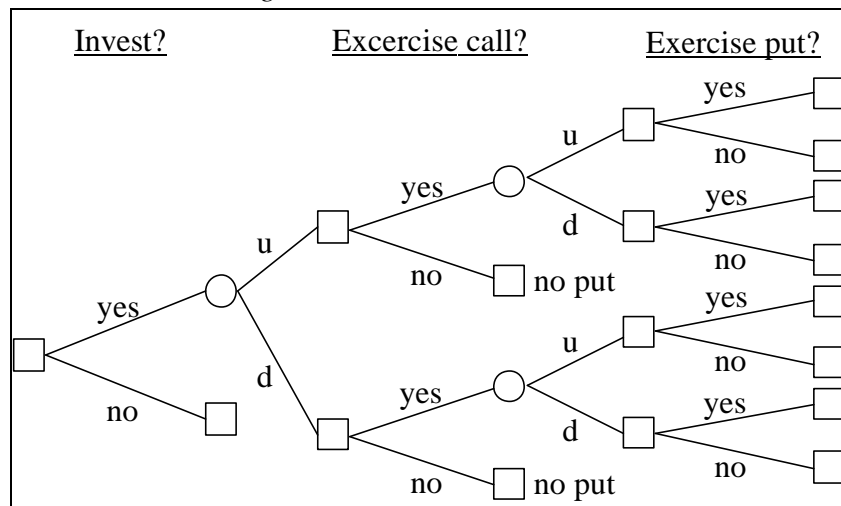 Invest? Excercise call? Exercise put?
yes
u
no
yes
yes
d
no
u
no no put
yes
yes
u
no
d
yes
yes
no
d
no
no no put